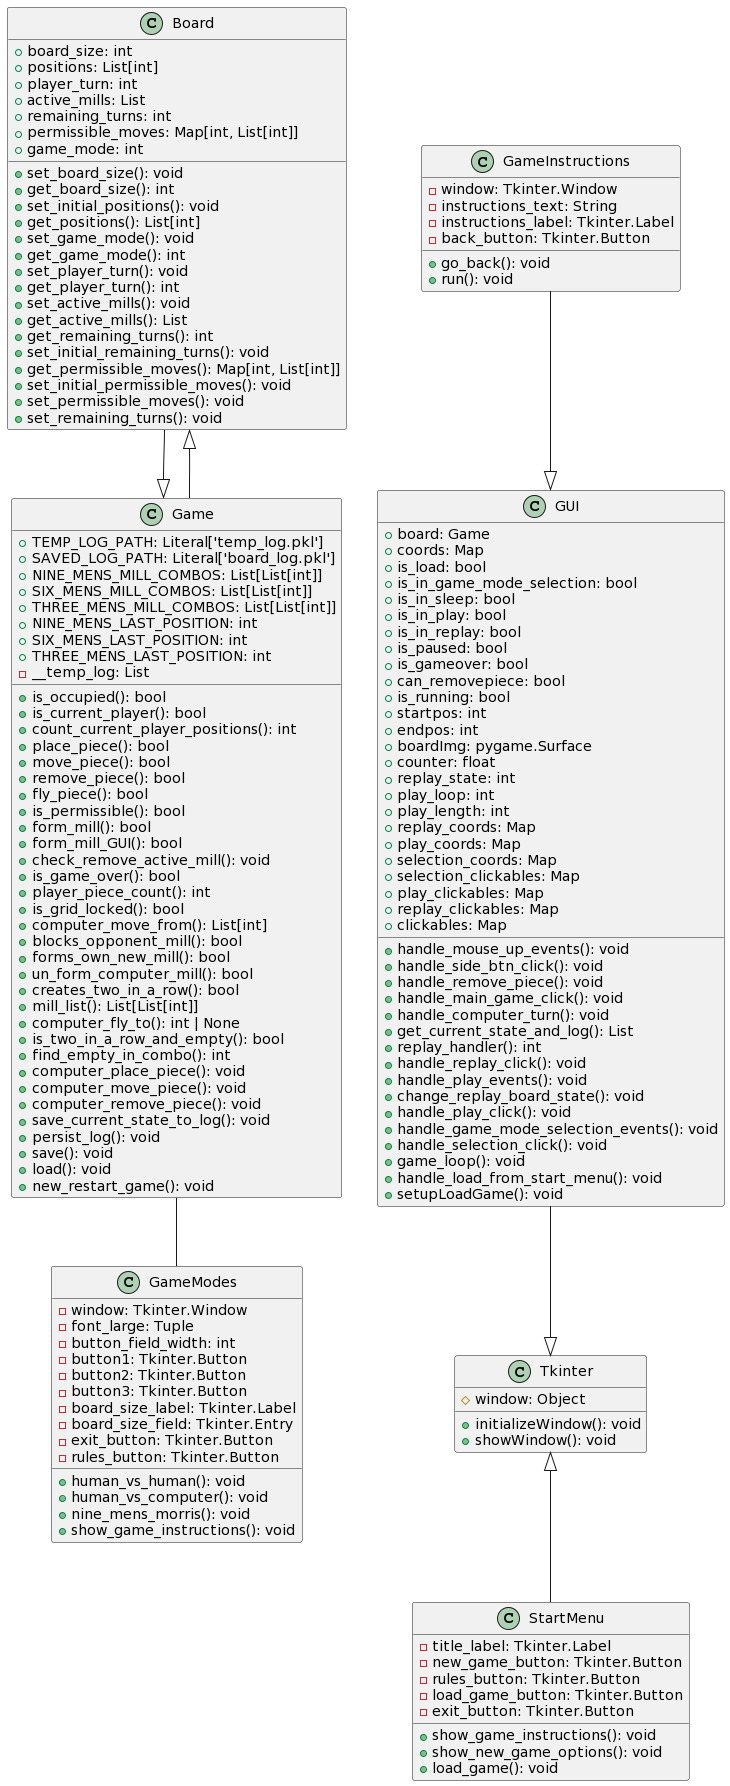 C Board
board_size: int
positions: List[int]
player_turn: int
active_mills: List
remaining_turns: int
permissible_moves: Map[int, List[int]]
game_mode: int
set_board_size(): void
get_board_size(): int
set_initial_positions(): void
get_positions(): List[int]
set_game_mode(): void
get_game_mode(): int
set_player_turn(): void
get_player_turn(): int
set_active_mills(): void
get_active_mills(): List
get_remaining_turns(): int
set_initial_remaining_turns(): void
get_permissible_moves(): Map[int, List[int]]
set_initial_permissible_moves(): void
set_permissible_moves(): void
set_remaining_turns(): void
C GameInstructions
window: Tkinter.Window
instructions_text: String
instructions_label: Tkinter.Label
back_button: Tkinter.Button
go_back(): void
run(): void
C Game
TEMP_LOG_PATH: Literal['temp_log.pkl']
SAVED_LOG_PATH: Literal['board_log.pkl']
NINE_MENS_MILL_COMBOS: List[List[int]]
SIX_MENS_MILL_COMBOS: List[List[int]]
THREE_MENS_MILL_COMBOS: List[List[int]]
NINE_MENS_LAST_POSITION: int
SIX_MENS_LAST_POSITION: int
THREE_MENS_LAST_POSITION: int
__temp_log: List
is_occupied(): bool
is_current_player(): bool
count_current_player_positions(): int
place_piece(): bool
move_piece(): bool
remove_piece(): bool
fly_piece(): bool
is_permissible(): bool
form_mill(): bool
form_mill_GUI(): bool
check_remove_active_mill(): void
is_game_over(): bool
player_piece_count(): int
is_grid_locked(): bool
computer_move_from(): List[int]
blocks_opponent_mill(): bool
forms_own_new_mill(): bool
un_form_computer_mill(): bool
creates_two_in_a_row(): bool
mill_list(): List[List[int]]
computer_fly_to(): int | None
is_two_in_a_row_and_empty(): bool
find_empty_in_combo(): int
computer_place_piece(): void
computer_move_piece(): void
computer_remove_piece(): void
save_current_state_to_log(): void
persist_log(): void
save(): void
load(): void
new_restart_game(): void
C GUI
board: Game
coords: Map
is_load: bool
is_in_game_mode_selection: bool
is_in_sleep: bool
is_in_play: bool
is_in_replay: bool
is_paused: bool
is_gameover: bool
can_removepiece: bool
is_running: bool
startpos: int
endpos: int
boardImg: pygame.Surface
counter: float
replay_state: int
play_loop: int
play_length: int
replay_coords: Map
play_coords: Map
selection_coords: Map
selection_clickables: Map
play_clickables: Map
replay_clickables: Map
clickables: Map
handle_mouse_up_events(): void
handle_side_btn_click(): void
handle_remove_piece(): void
handle_main_game_click(): void
handle_computer_turn(): void
get_current_state_and_log(): List
replay_handler(): int
handle_replay_click(): void
handle_play_events(): void
change_replay_board_state(): void
handle_play_click(): void
handle_game_mode_selection_events(): void
handle_selection_click(): void
game_loop(): void
handle_load_from_start_menu(): void
setupLoadGame(): void
C GameModes
window: Tkinter.Window
font_large: Tuple
button_field_width: int
button1: Tkinter.Button
button2: Tkinter.Button
button3: Tkinter.Button
board_size_label: Tkinter.Label
board_size_field: Tkinter.Entry
exit_button: Tkinter.Button
rules_button: Tkinter.Button
human_vs_human(): void
human_vs_computer(): void
nine_mens_morris(): void
show_game_instructions(): void
C Tkinter
window: Object
initializeWindow(): void
showWindow(): void
C StartMenu
title_label: Tkinter.Label
new_game_button: Tkinter.Button
rules_button: Tkinter.Button
load_game_button: Tkinter.Button
exit_button: Tkinter.Button
show_game_instructions(): void
show_new_game_options(): void
load_game(): void